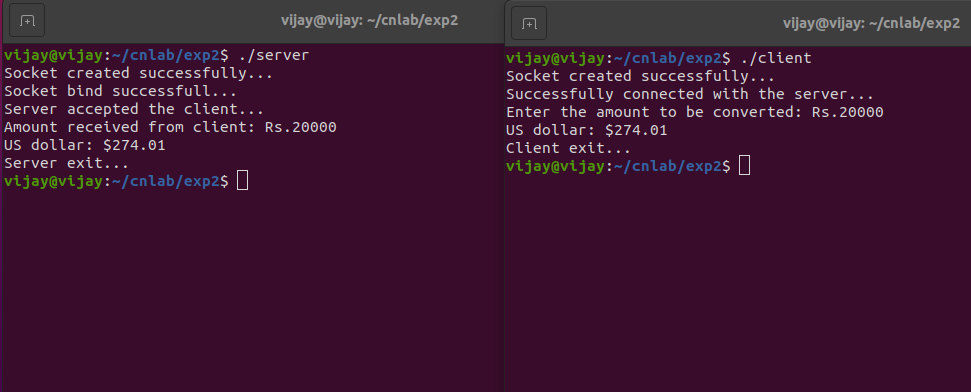 vijay@vijay: ~/cnlab/exp2
vijay@vijay:~/cnlab/exp2$ ./server
Socket created successfully...
Socket bind successfull...
Server accepted the client...
Amount received from client: Rs.20000
US dollar: $274.01
Server exit...
vijay@vijay:~/cnlab/exp2$
vijay@vijay: ~/cnlab/exp2
vijay@vijay:~/cnlab/exp2$ ./client
Socket created successfully...
Successfully connected with the server...
Enter the amount to be converted: Rs.20000
US dollar: $274.01
Client exit...
vijay@vijay:~/cnlab/exp2$